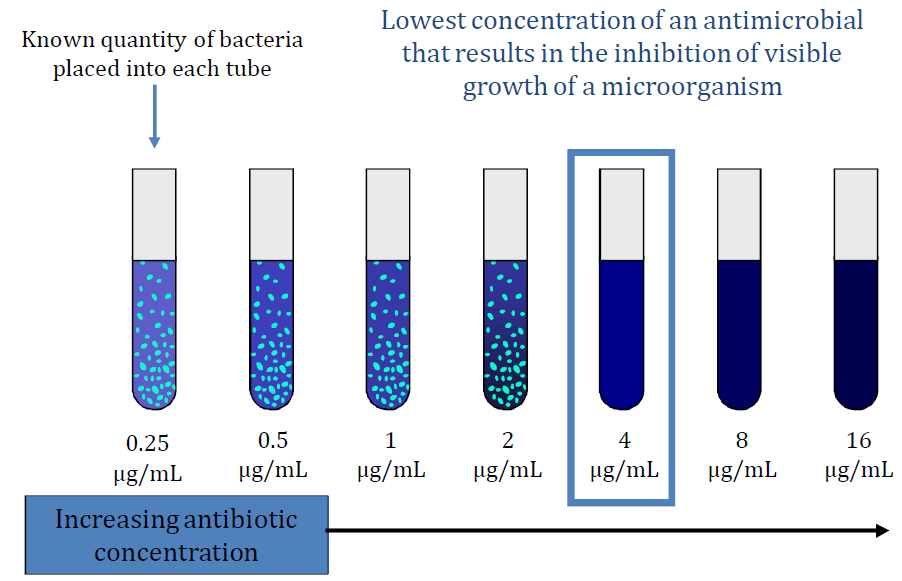 Known quantity of bacteria
placed into each tube
Lowest concentration of an antimicrobial
that results in the inhibition of visible
growth of a microorganism
0.25
μg/mL
0.5
μg/mL
1
μg/mL
2
μg/mL
4
μg/mL
8
μg/mL
16
μg/mL
Increasing antibiotic
concentration